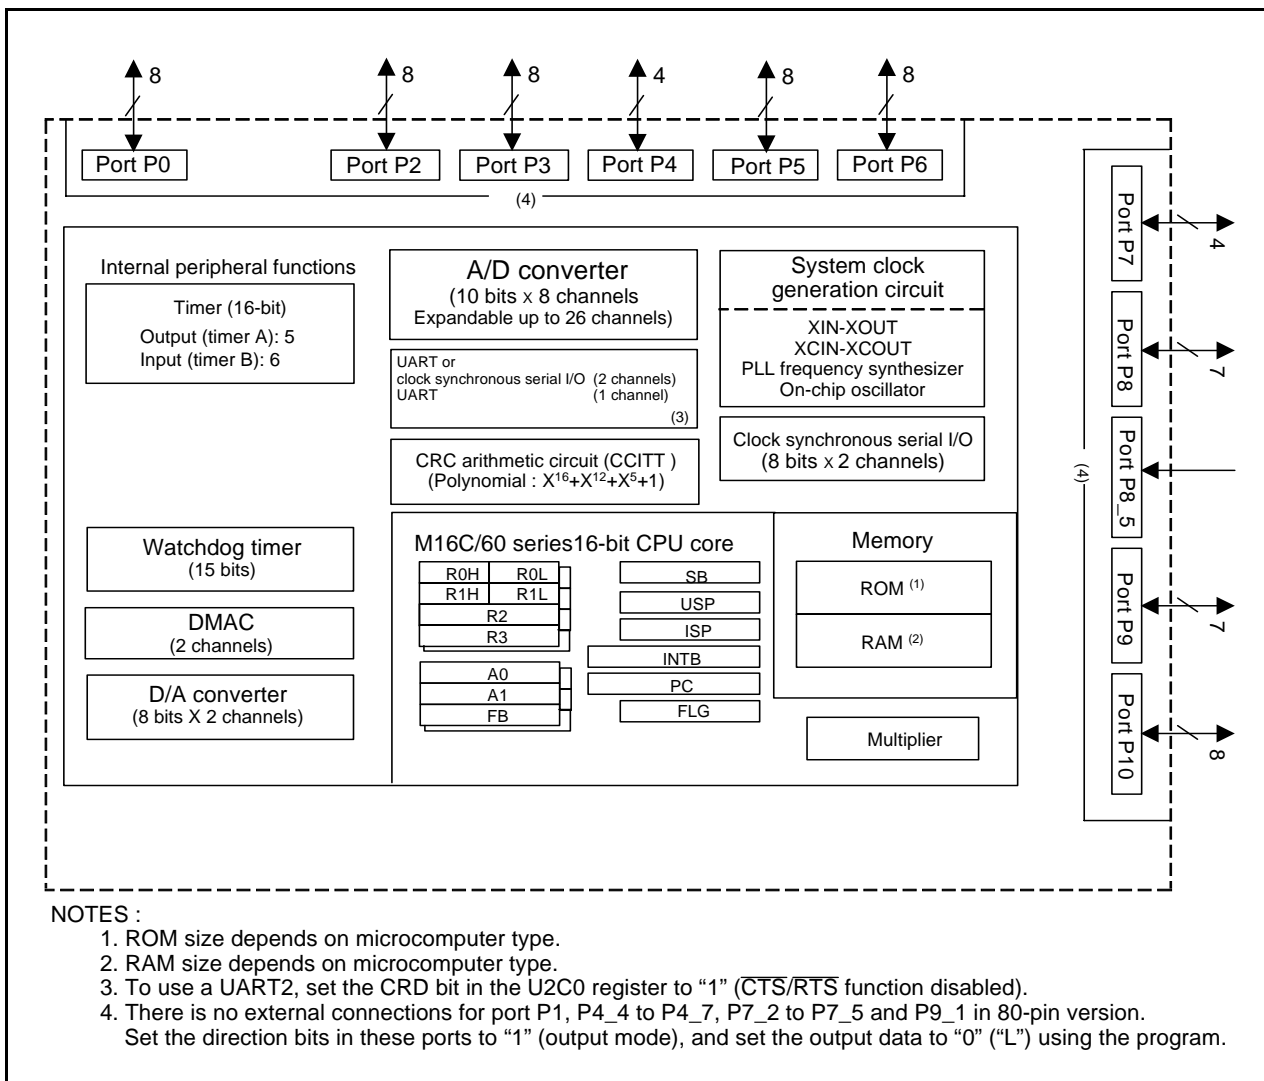 8
8
8
4
8
8
Port P0
Port P2
Port P3
Port P4
Port P5
Port P6
(4)
Port P7
4
Port P8
7
Port P8_5
(4)
Port P9
7
Port P10
8
Internal peripheral functions
Timer (16-bit)
Output (timer A): 5
Input (timer B): 6
A/D converter
(10 bits x 8 channels
Expandable up to 26 channels)
System clock
generation circuit
XIN-XOUT
XCIN-XCOUT
PLL frequency synthesizer
On-chip oscillator
UART or
clock synchronous serial I/O (2 channels)
UART (1 channel)
(3)
Clock synchronous serial I/O
(8 bits x 2 channels)
CRC arithmetic circuit (CCITT )
(Polynomial : X16+X12+X5+1)
Watchdog timer
(15 bits)
DMAC
(2 channels)
D/A converter
(8 bits X 2 channels)
M16C/60 series16-bit CPU core
R0H R0L
R1H R1L
R2
R3
A0
A1
FB
SB
USP
ISP
INTB
PC
FLG
Memory
ROM (1)
RAM (2)
Multiplier
NOTES :
1. ROM size depends on microcomputer type.
2. RAM size depends on microcomputer type.
3. To use a UART2, set the CRD bit in the U2C0 register to “1” (CTS/RTS function disabled).
4. There is no external connections for port P1, P4_4 to P4_7, P7_2 to P7_5 and P9_1 in 80-pin version.
Set the direction bits in these ports to “1” (output mode), and set the output data to “0” (“L”) using the program.